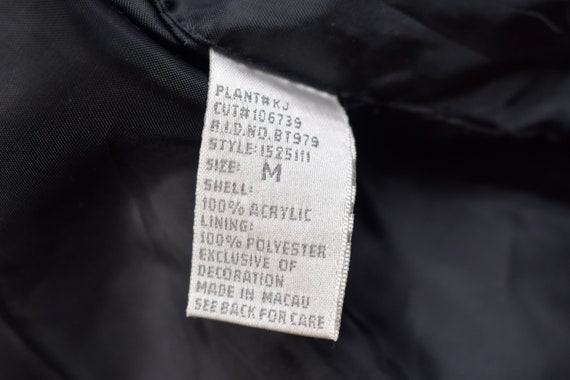 PLANT#KJ
CUT#106739
A.I.D.NO. BT979
STYLE:1525111
SIZE: M
SHELL:
100% ACRYLIC
LINING:
100% POLYESTER
EXCLUSIVE OF
DECORATION
MADE IN MACAU
SEE BACK FOR CARE